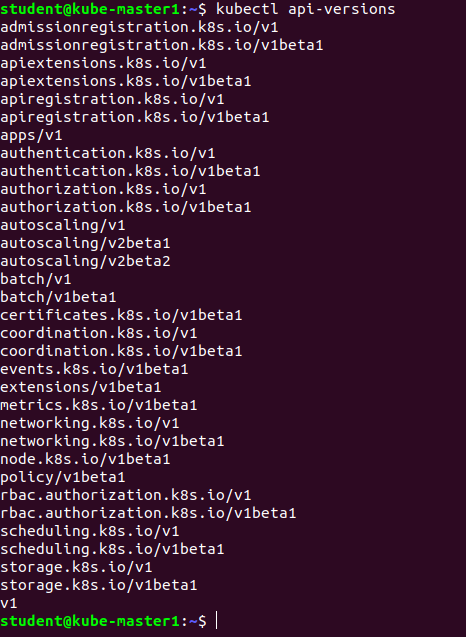 student@kube-master1:~$ kubectl api-versions
admissionregistration.k8s.io/v1
admissionregistration.k8s.io/v1beta1
apiextensions.k8s.io/v1
apiextensions.k8s.io/v1beta1
apiregistration.k8s.io/v1
apiregistration.k8s.io/v1beta1
apps/v1
authentication.k8s.io/v1
authentication.k8s.io/v1beta1
authorization.k8s.io/v1
authorization.k8s.io/v1beta1
autoscaling/v1
autoscaling/v2beta1
autoscaling/v2beta2
batch/v1
batch/v1beta1
certificates.k8s.io/v1beta1
coordination.k8s.io/v1
coordination.k8s.io/v1beta1
events.k8s.io/v1beta1
extensions/v1beta1
metrics.k8s.io/v1beta1
networking.k8s.io/v1
networking.k8s.io/v1beta1
node.k8s.io/v1beta1
policy/v1beta1
rbac.authorization.k8s.io/v1
rbac.authorization.k8s.io/v1beta1
scheduling.k8s.io/v1
scheduling.k8s.io/v1beta1
storage.k8s.io/v1
storage.k8s.io/v1beta1
v1
student@kube-master1:~$